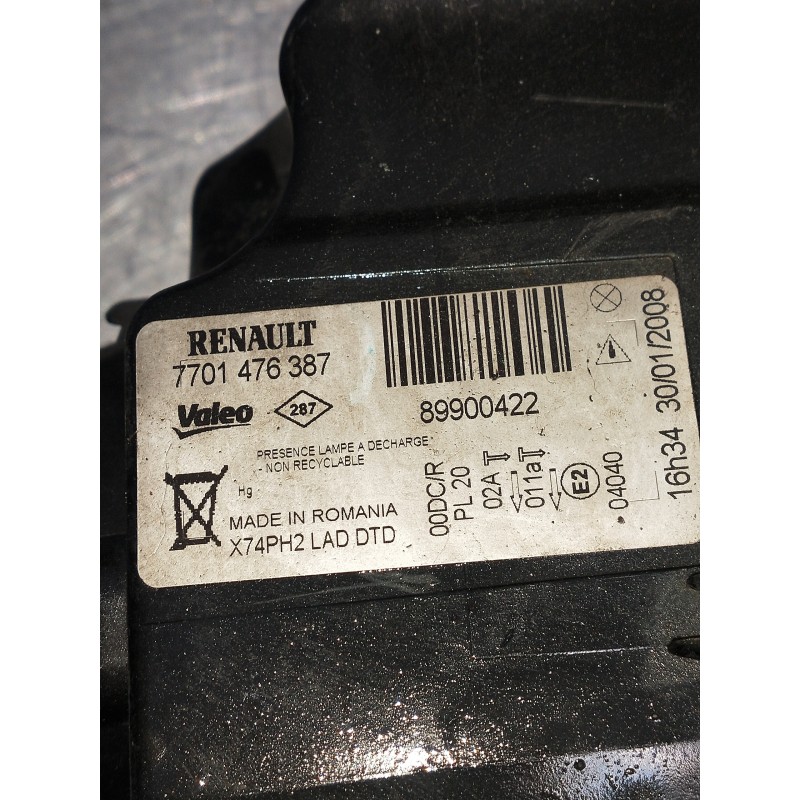 RENAULT
7701 476 387
Valeo
287
89900422
PRESENCE LAMPE A DECHARGE
- NON RECYCLABLE
Hg
MADE IN ROMANIA
X74PH2 LAD DTD
00DC/R
PL 20
02A
011a
E2
04040
16h34 30/01/2008